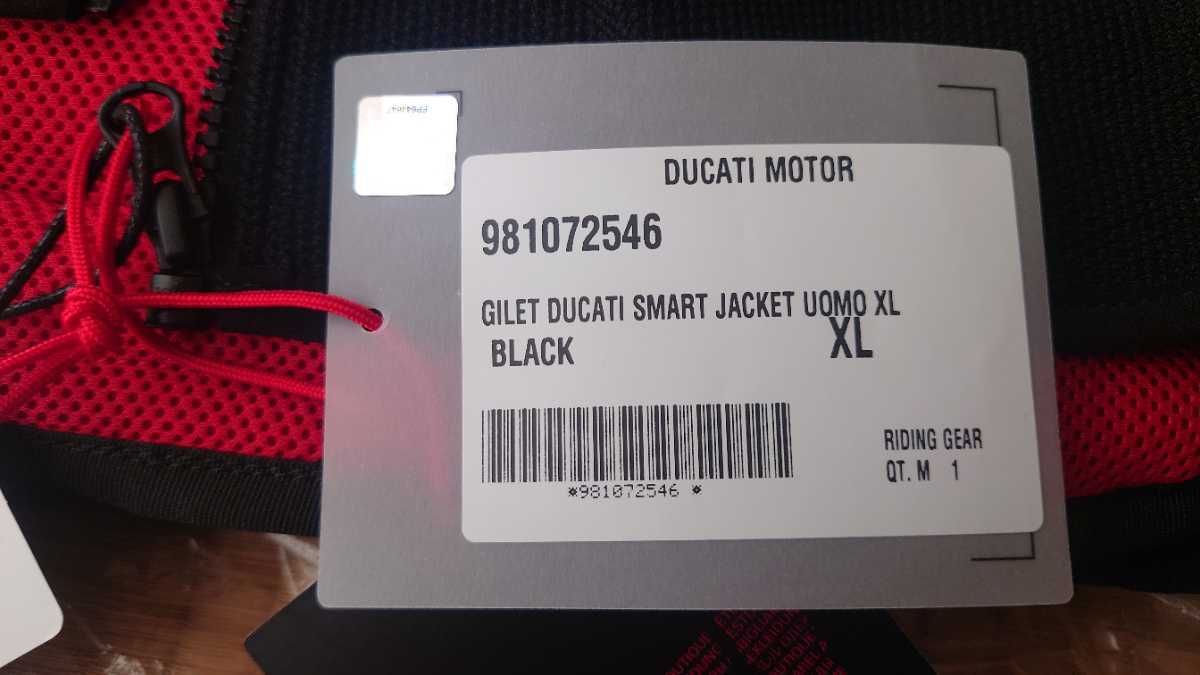 DUCATI MOTOR
981072546
GILET DUCATI SMART JACKET UOMO XL
BLACK XL
*981072546 *
RIDING GEAR
QT. M 1